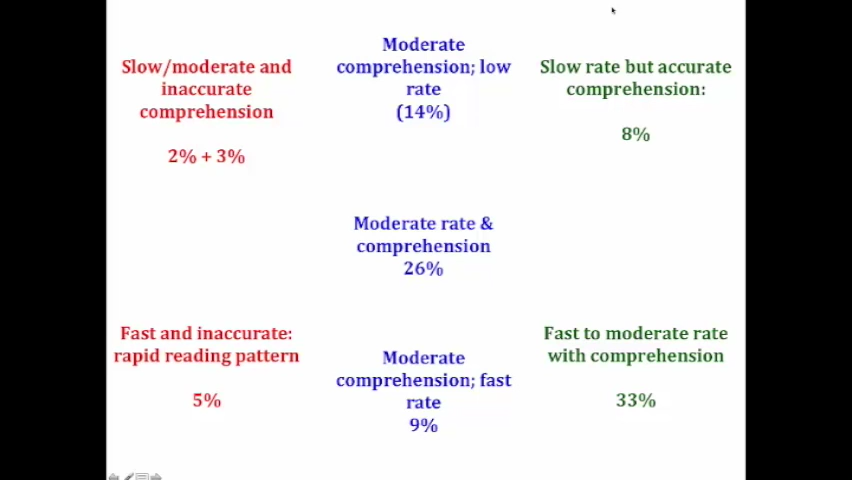 Slow/moderate and
inaccurate
comprehension
2% + 3%
Moderate
comprehension; low
rate
(14%)
Slow rate but accurate
comprehension:
8%
Moderate rate &
comprehension
26%
Fast and inaccurate:
rapid reading pattern
5%
Moderate
comprehension; fast
rate
9%
Fast to moderate rate
with comprehension
33%